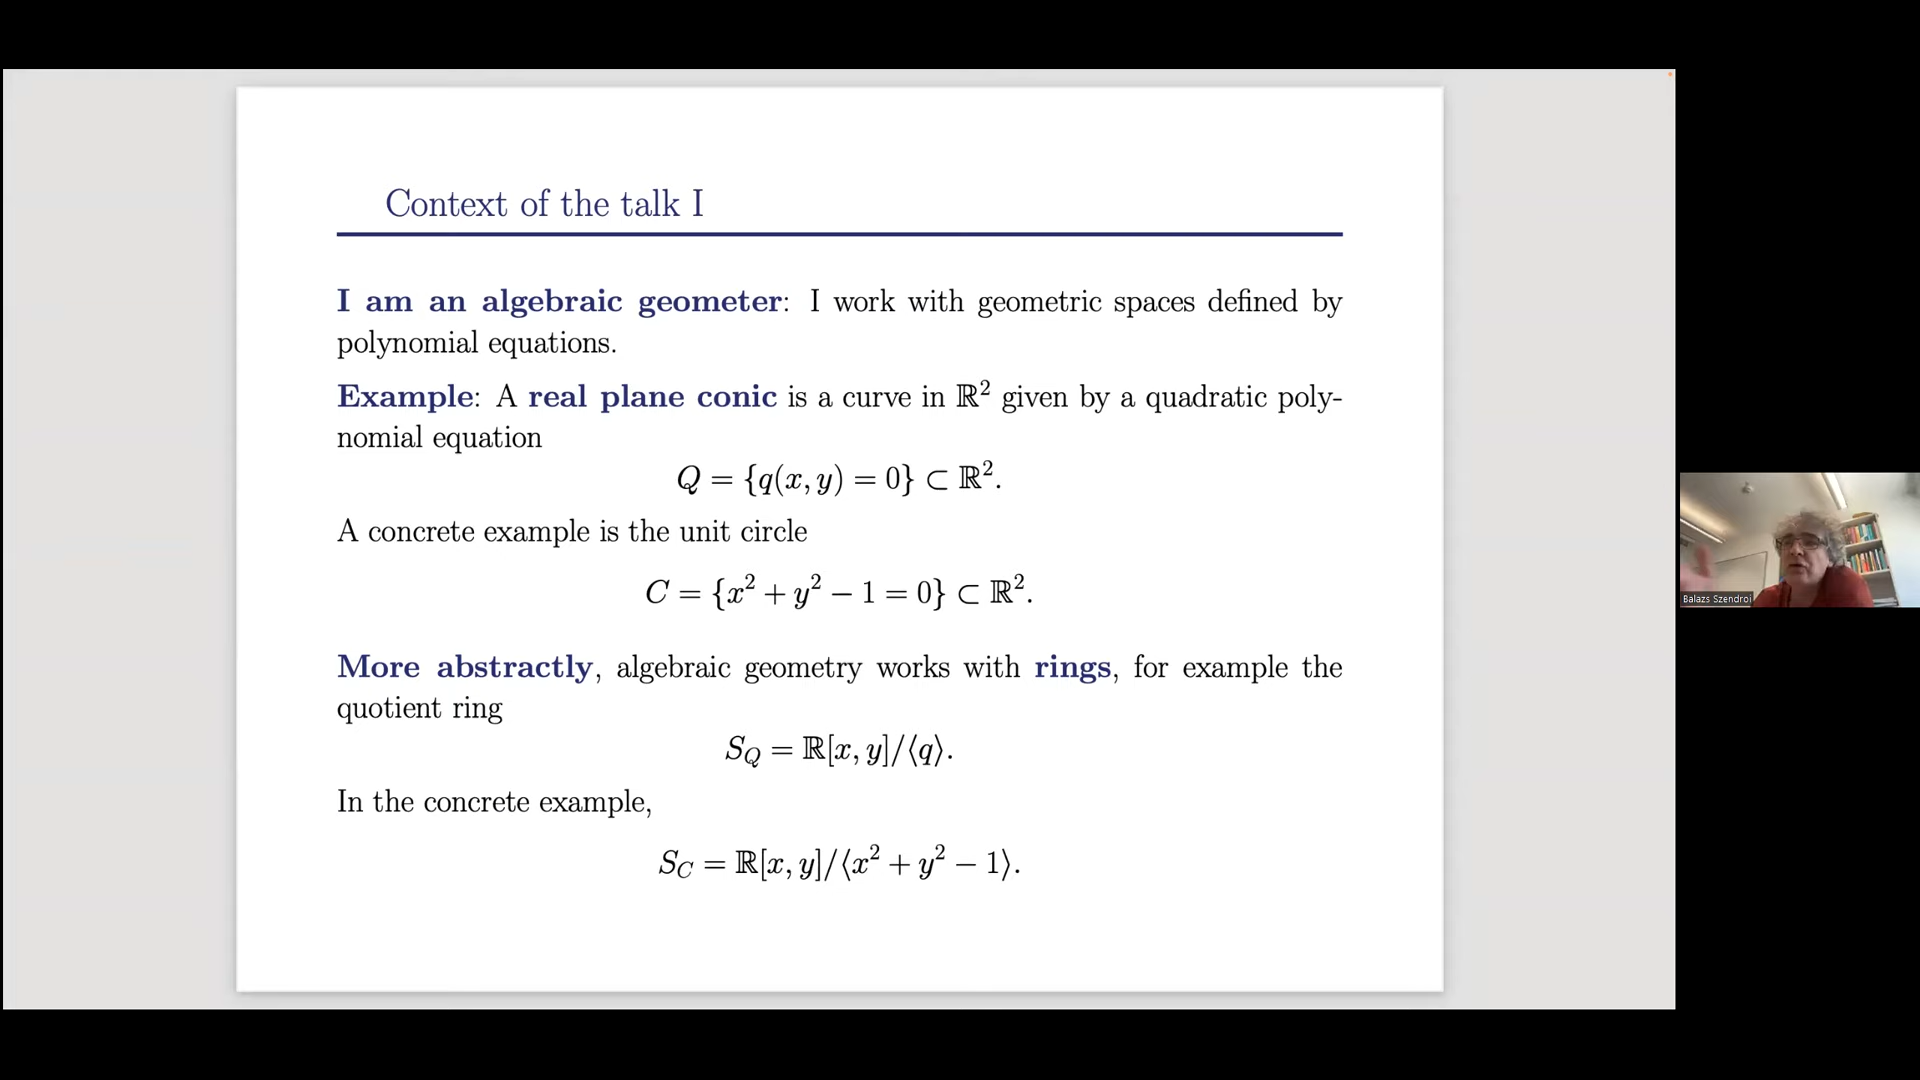 Context of the talk I
I am an algebraic geometer: I work with geometric spaces defined by
polynomial equations.
Example: A real plane conic is a curve in ℝ² given by a quadratic poly-
nomial equation
Q = {q(x, y) = 0} ⊂ ℝ².
A concrete example is the unit circle
C = {x² + y² − 1 = 0} ⊂ ℝ².
More abstractly, algebraic geometry works with rings, for example the
quotient ring
S_Q = ℝ[x, y]/⟨q⟩.
In the concrete example,
S_C = ℝ[x, y]/⟨x² + y² − 1⟩.
Balazs Szendroi